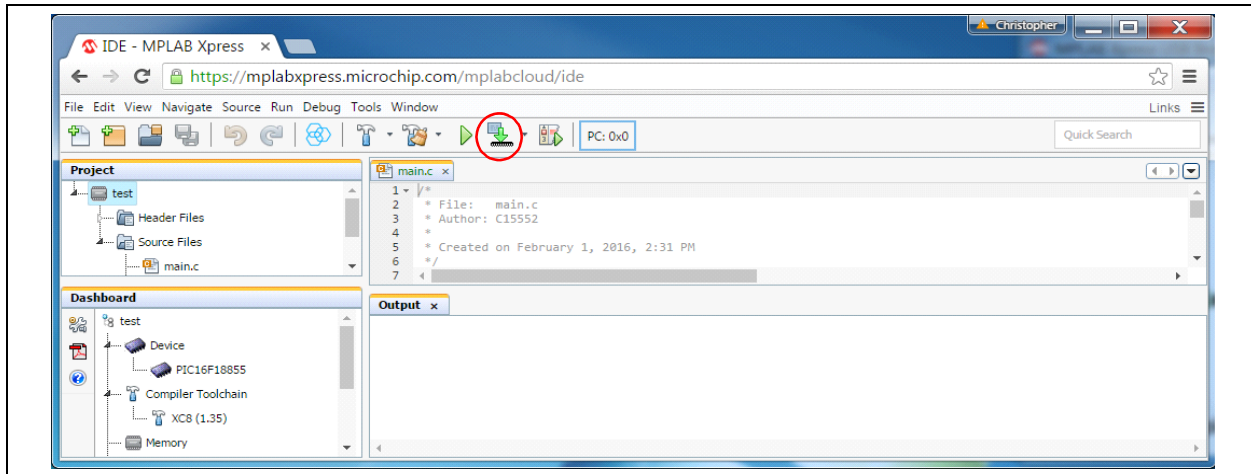 Christopher
IDE - MPLAB Xpress
https://mplabxpress.microchip.com/mplabcloud/ide
File Edit View Navigate Source Run Debug Tools Window Links
PC: 0x0 Quick Search
Project
test
Header Files
Source Files
main.c
main.c
1 /*
2 * File: main.c
3 * Author: C15552
4 *
5 * Created on February 1, 2016, 2:31 PM
6 */
7
Dashboard
test
Device
PIC16F18855
Compiler Toolchain
XC8 (1.35)
Memory
Output